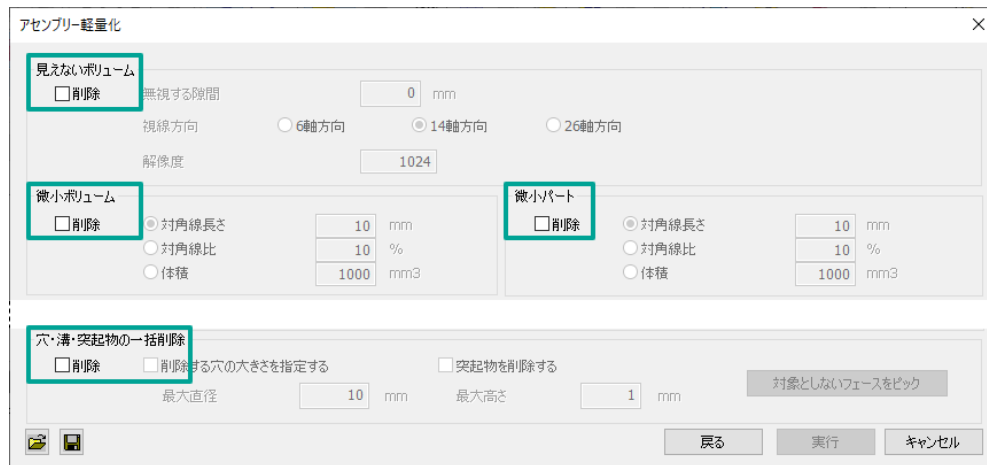 アセンブリー軽量化
見えないボリューム
削除 無視する隙間 0 mm
視線方向 6軸方向 14軸方向 26軸方向
解像度 1024
微小ボリューム 微小パート
削除 対角線長さ 10 mm 削除 対角線長さ 10 mm
対角線比 10 % 対角線比 10 %
体積 1000 mm3 体積 1000 mm3
穴・溝・突起物の一括削除
削除 削除する穴の大きさを指定する 突起物を削除する 対象としないフェースをピック
最大直径 10 mm 最大高さ 1 mm
戻る 実行 キャンセル